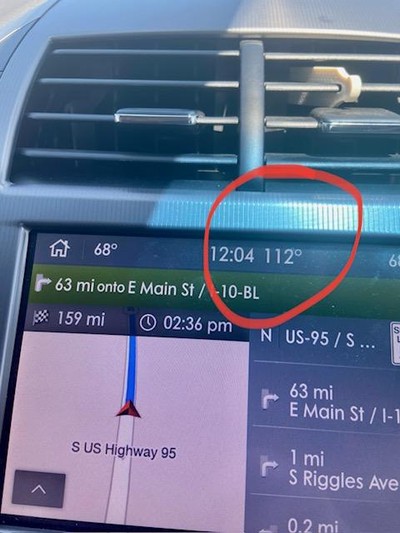 68° 12:04 112° 68
63 mi onto E Main St / I-10-BL
159 mi 02:36 pm
N US-95 / S ...
63 mi
E Main St / I-1
1 mi
S Riggles Ave
0.2 mi
S US Highway 95